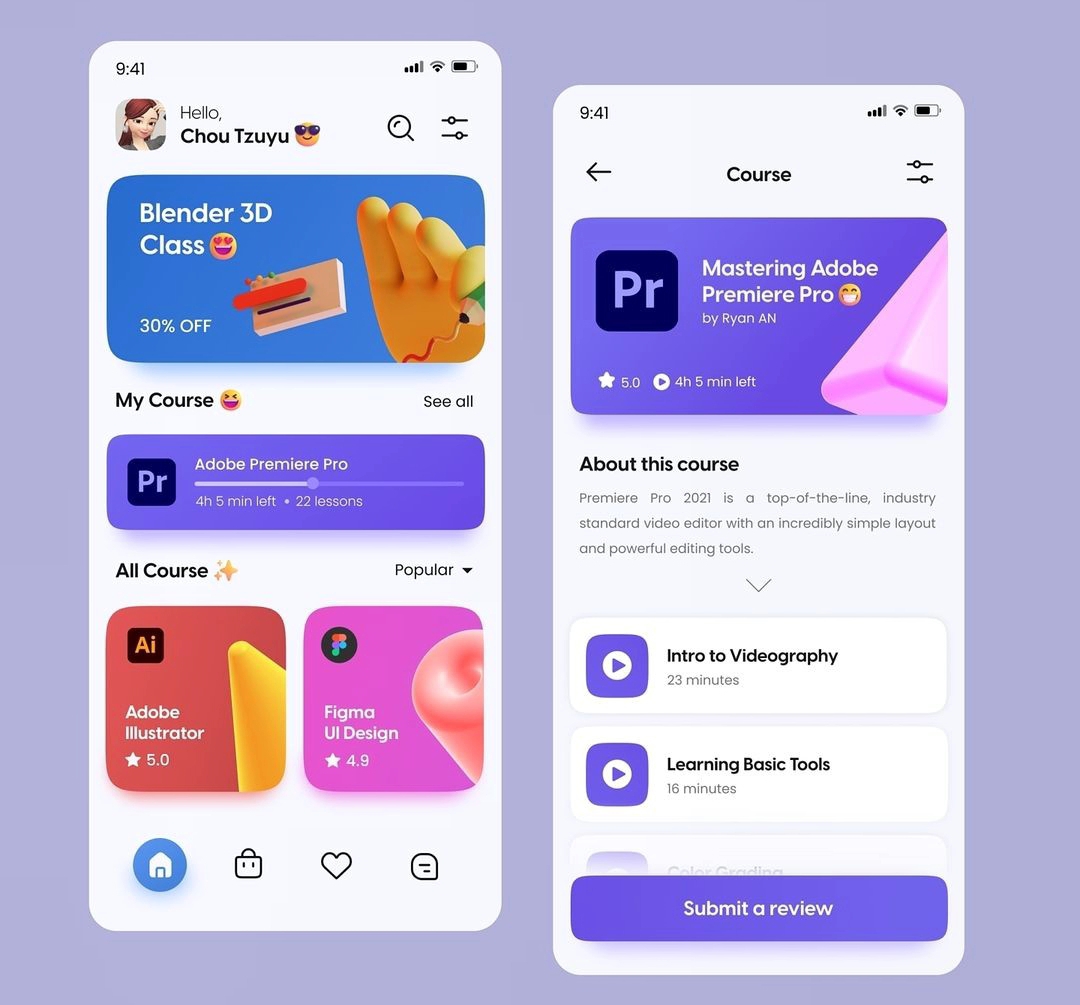 9:41
Hello,
Chou Tzuyu 😎
Blender 3D
Class 😍
30% OFF
My Course 😆
See all
Pr
Adobe Premiere Pro
4h 5 min left • 22 lessons
All Course ✨
Popular
Ai
Adobe
Illustrator
5.0
Figma
UI Design
4.9
9:41
Course
Pr
Mastering Adobe
Premiere Pro 😁
by Ryan AN
5.0
4h 5 min left
About this course
Premiere Pro 2021 is a top-of-the-line, industry
standard video editor with an incredibly simple layout
and powerful editing tools.
Intro to Videography
23 minutes
Learning Basic Tools
16 minutes
Color Grading
Submit a review